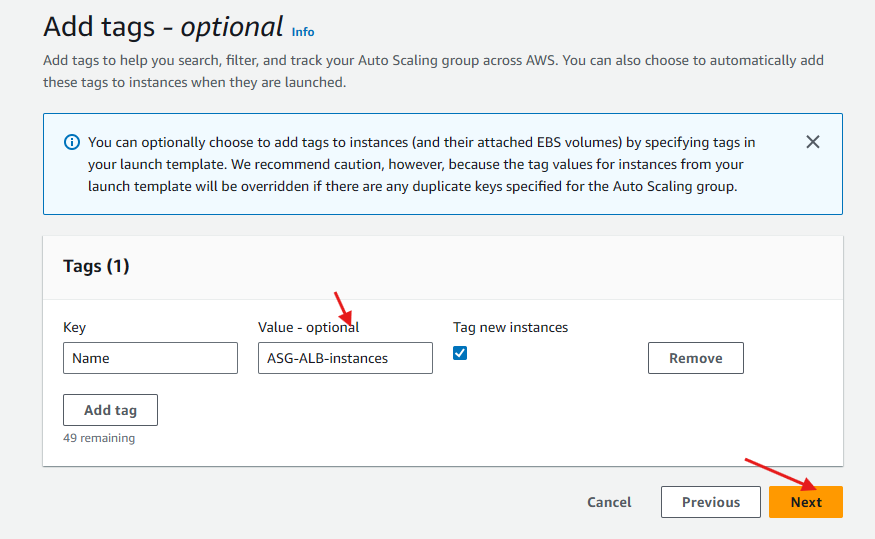 Add tags - optional Info
Add tags to help you search, filter, and track your Auto Scaling group across AWS. You can also choose to automatically add
these tags to instances when they are launched.
You can optionally choose to add tags to instances (and their attached EBS volumes) by specifying tags in
your launch template. We recommend caution, however, because the tag values for instances from your
launch template will be overridden if there are any duplicate keys specified for the Auto Scaling group.
Tags (1)
Key Value - optional Tag new instances
Name ASG-ALB-instances Remove
Add tag
49 remaining
Cancel Previous Next